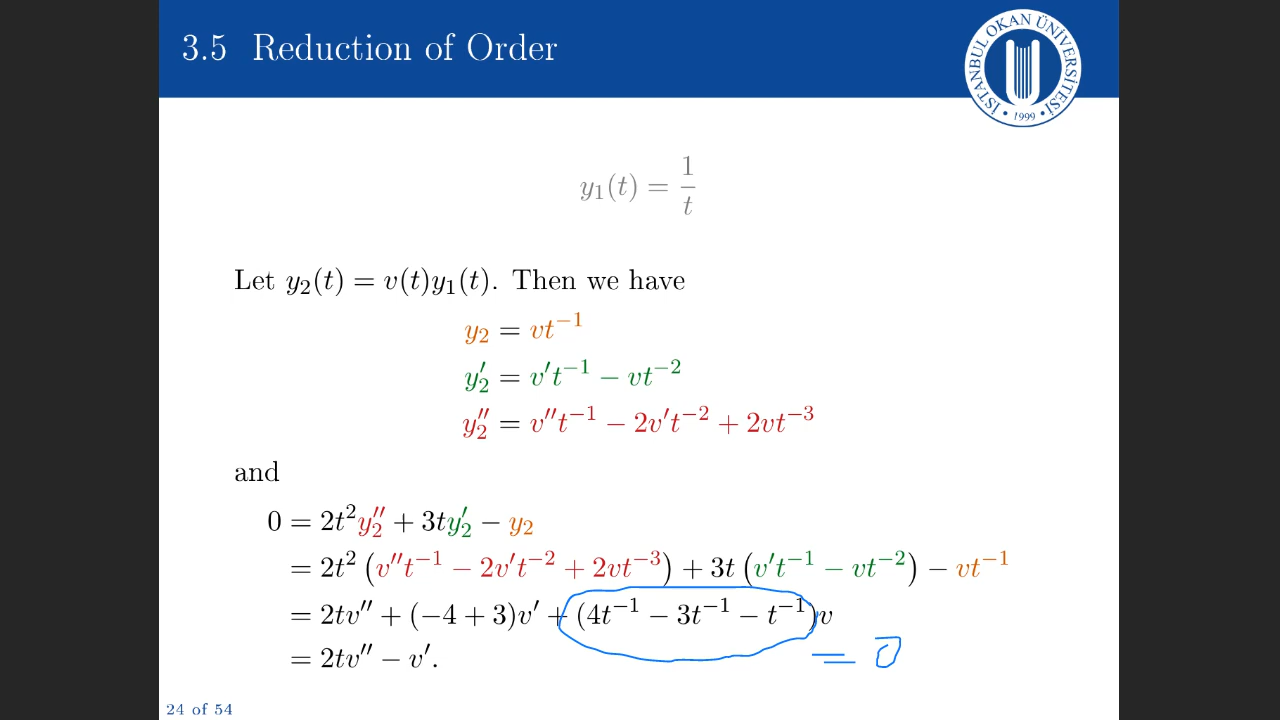 3.5 Reduction of Order
İSTANBUL OKAN ÜNİVERSİTESİ
• 1999 •
y₁(t) = 1/t
Let y₂(t) = v(t)y₁(t). Then we have
y₂ = vt⁻¹
y₂′ = v′t⁻¹ − vt⁻²
y₂″ = v″t⁻¹ − 2v′t⁻² + 2vt⁻³
and
0 = 2t²y₂″ + 3ty₂′ − y₂
= 2t² (v″t⁻¹ − 2v′t⁻² + 2vt⁻³) + 3t (v′t⁻¹ − vt⁻²) − vt⁻¹
= 2tv″ + (−4 + 3)v′ + (4t⁻¹ − 3t⁻¹ − t⁻¹)v
= 0
= 2tv″ − v′.
24 of 54